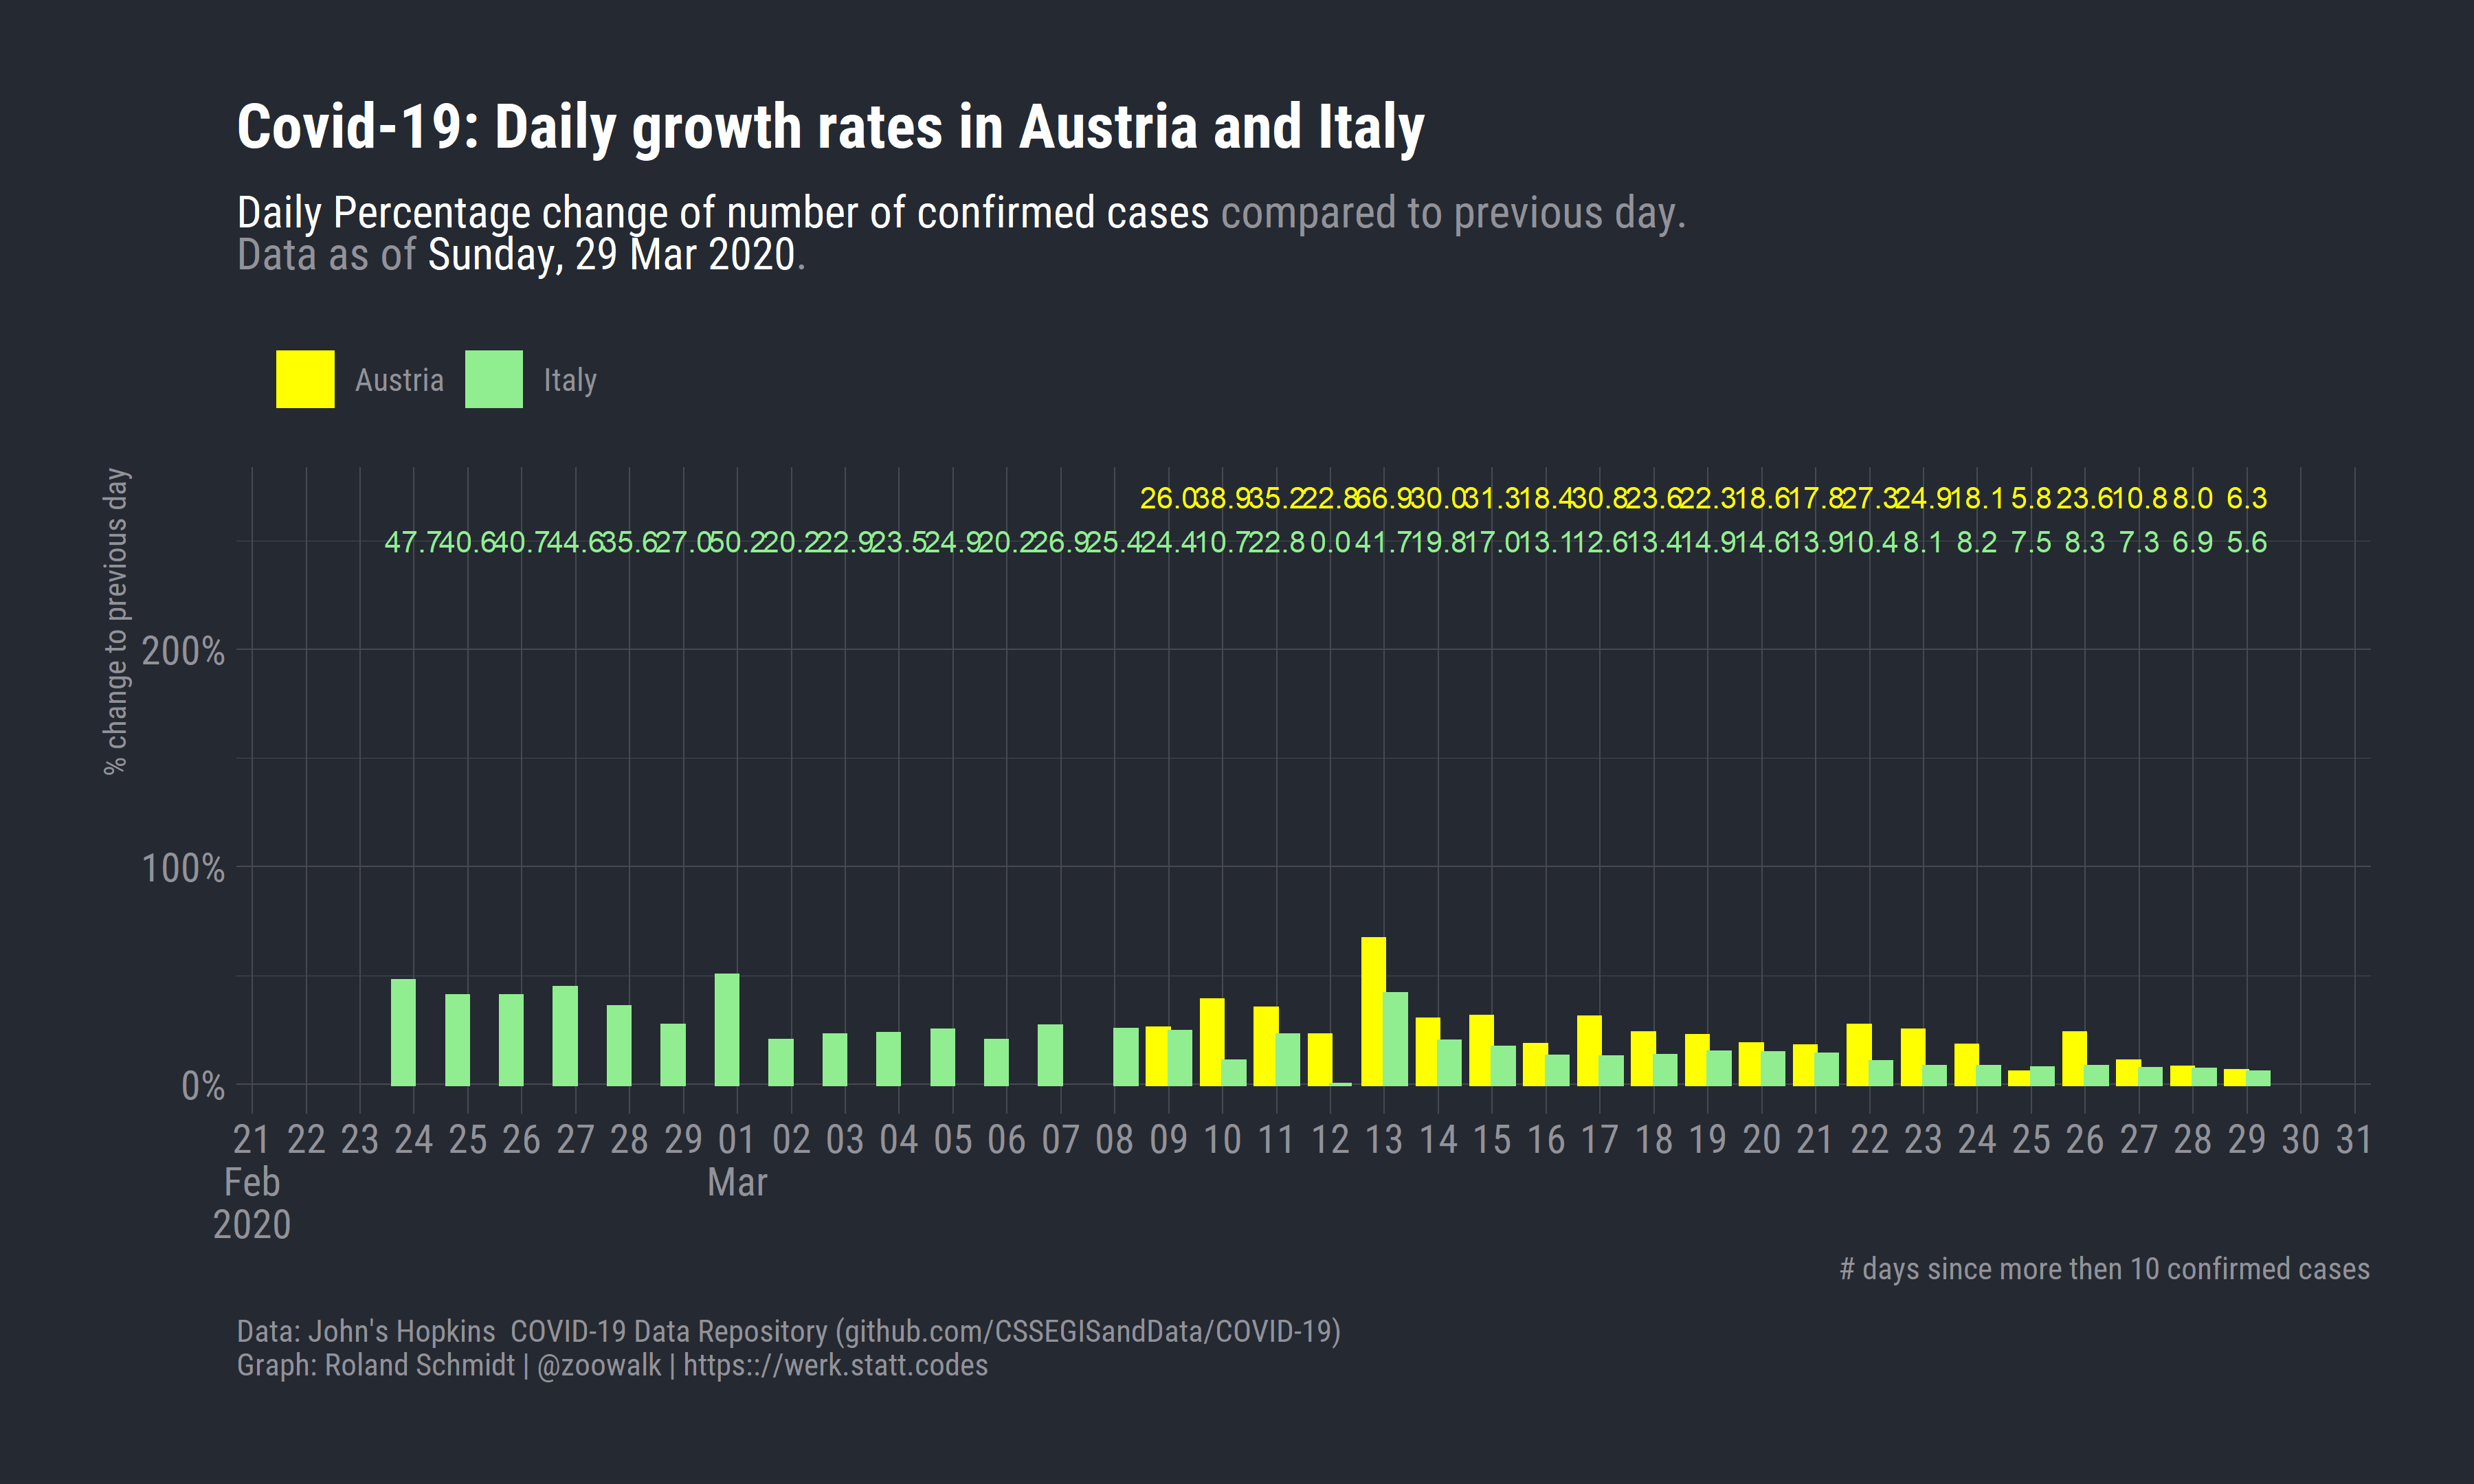 Covid-19: Daily growth rates in Austria and Italy
Daily Percentage change of number of confirmed cases compared to previous day.
Data as of Sunday, 29 Mar 2020.
Austria Italy
% change to previous day
26.0 38.9 35.2 22.8 66.9 30.0 31.3 18.4 30.8 23.6 22.3 18.6 17.8 27.3 24.9 18.1 5.8 23.6 10.8 8.0 6.3
47.7 40.6 40.7 44.6 35.6 27.0 50.2 20.2 22.9 23.5 24.9 20.2 26.9 25.4 24.4 10.7 22.8 0.0 41.7 19.8 17.0 13.1 12.6 13.4 14.9 14.6 13.9 10.4 8.1 8.2 7.5 8.3 7.3 6.9 5.6
200%
100%
0%
21 22 23 24 25 26 27 28 29 01 02 03 04 05 06 07 08 09 10 11 12 13 14 15 16 17 18 19 20 21 22 23 24 25 26 27 28 29 30 31
Feb Mar
2020
# days since more then 10 confirmed cases
Data: John's Hopkins  COVID-19 Data Repository (github.com/CSSEGISandData/COVID-19)
Graph: Roland Schmidt | @zoowalk | https:://werk.statt.codes